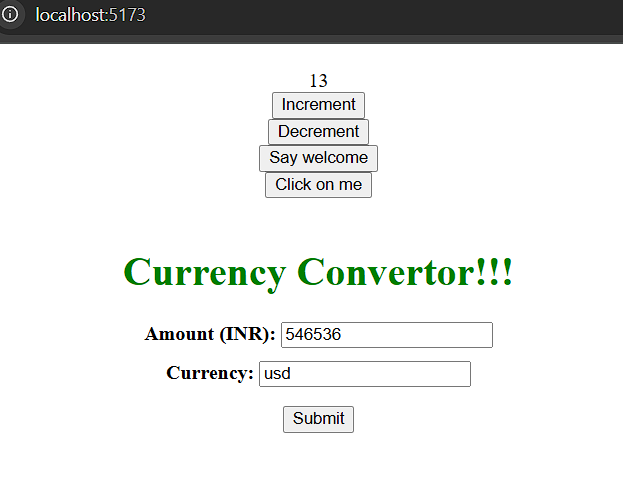 localhost:5173
13
Increment
Decrement
Say welcome
Click on me
Currency Convertor!!!
Amount (INR): 546536
Currency: usd
Submit